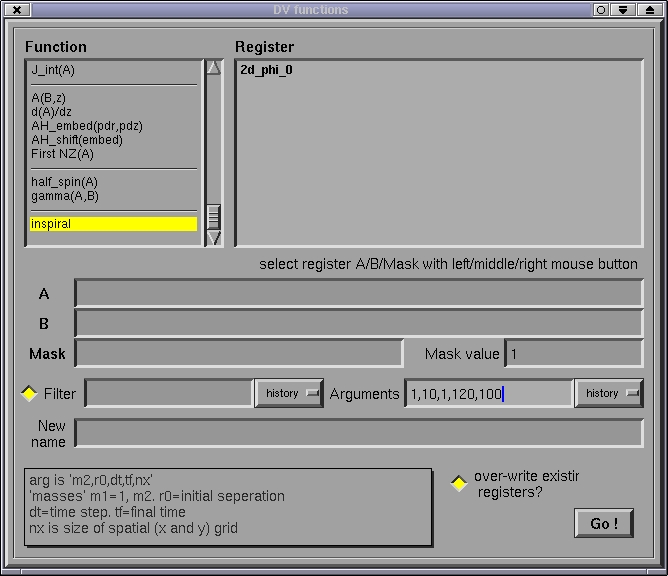 DV functions
Function
Register
J_int(A)
A(B,z)
d(A)/dz
AH_embed(pdr,pdz)
AH_shift(embed)
First NZ(A)
half_spin(A)
gamma(A,B)
inspiral
2d_phi_0
select register A/B/Mask with left/middle/right mouse button
A
B
Mask
Mask value 1
Filter history Arguments 1,10,1,120,100 history
New
name
arg is 'm2,r0,dt,tf,nx'
'masses' m1=1, m2. r0=initial seperation
dt=time step. tf=final time
nx is size of spatial (x and y) grid
over-write existir
registers?
Go !